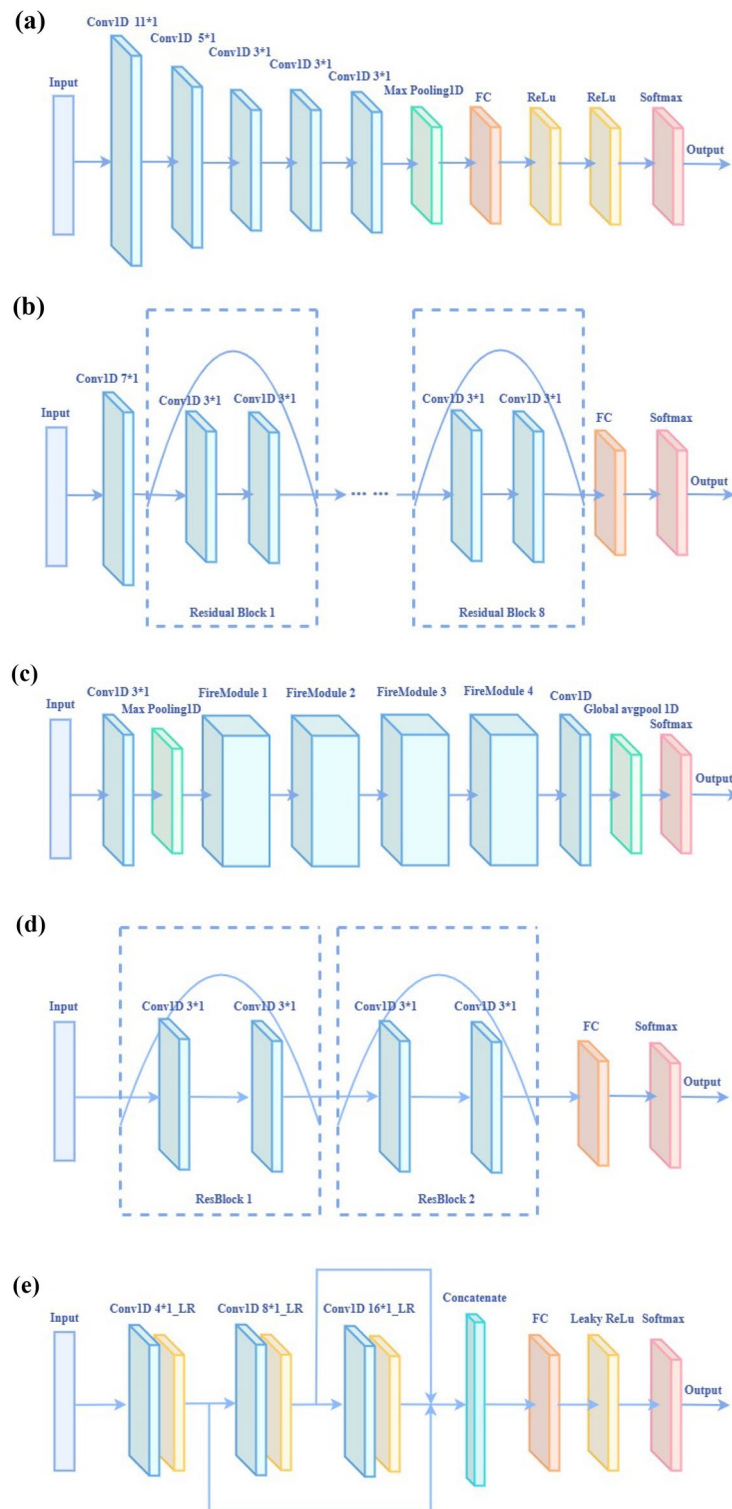 (a)
Conv1D 11*1
Conv1D 5*1
Conv1D 3*1
Conv1D 3*1
Conv1D 3*1
Max Pooling1D
FC
ReLu
ReLu
Softmax
Input
Output
(b)
Conv1D 7*1
Input
Conv1D 3*1
Conv1D 3*1
Conv1D 3*1
Conv1D 3*1
FC
Softmax
Output
... ...
Residual Block 1
Residual Block 8
(c)
Input
Conv1D 3*1
Max Pooling1D
FireModule 1
FireModule 2
FireModule 3
FireModule 4
Conv1D
Global avgpool 1D
Softmax
Output
(d)
Input
Conv1D 3*1
Conv1D 3*1
Conv1D 3*1
Conv1D 3*1
FC
Softmax
Output
ResBlock 1
ResBlock 2
(e)
Input
Conv1D 4*1_LR
Conv1D 8*1_LR
Conv1D 16*1_LR
Concatenate
FC
Leaky ReLu
Softmax
Output